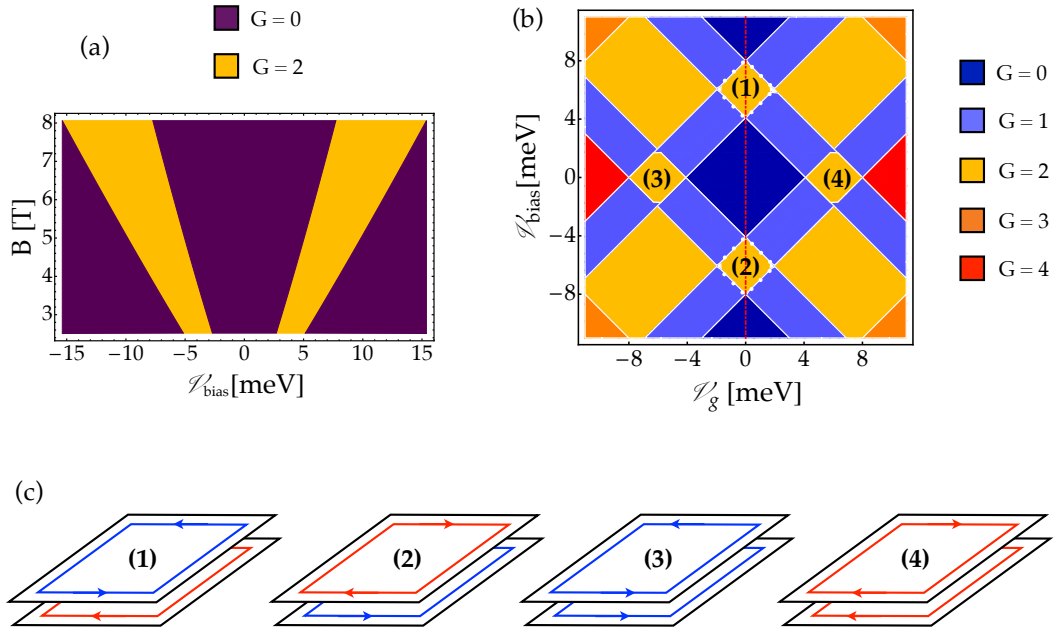 (a)
G = 0
G = 2
B [T]
8
7
6
5
4
3
−15
−10
−5
0
5
10
15
𝒱bias[meV]
(b)
𝒱bias[meV]
8
4
0
−4
−8
(1)
(3)
(4)
(2)
−8
−4
0
4
8
𝒱g [meV]
G = 0
G = 1
G = 2
G = 3
G = 4
(c)
(1)
(2)
(3)
(4)